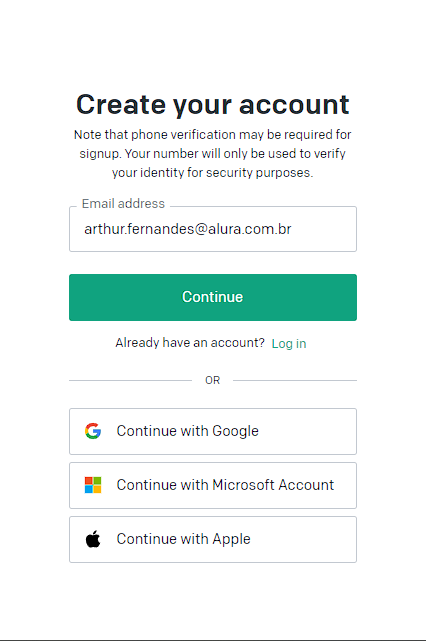 Create your account
Note that phone verification may be required for
signup. Your number will only be used to verify
your identity for security purposes.
Email address
arthur.fernandes@alura.com.br
Continue
Already have an account? Log in
OR
Continue with Google
Continue with Microsoft Account
Continue with Apple